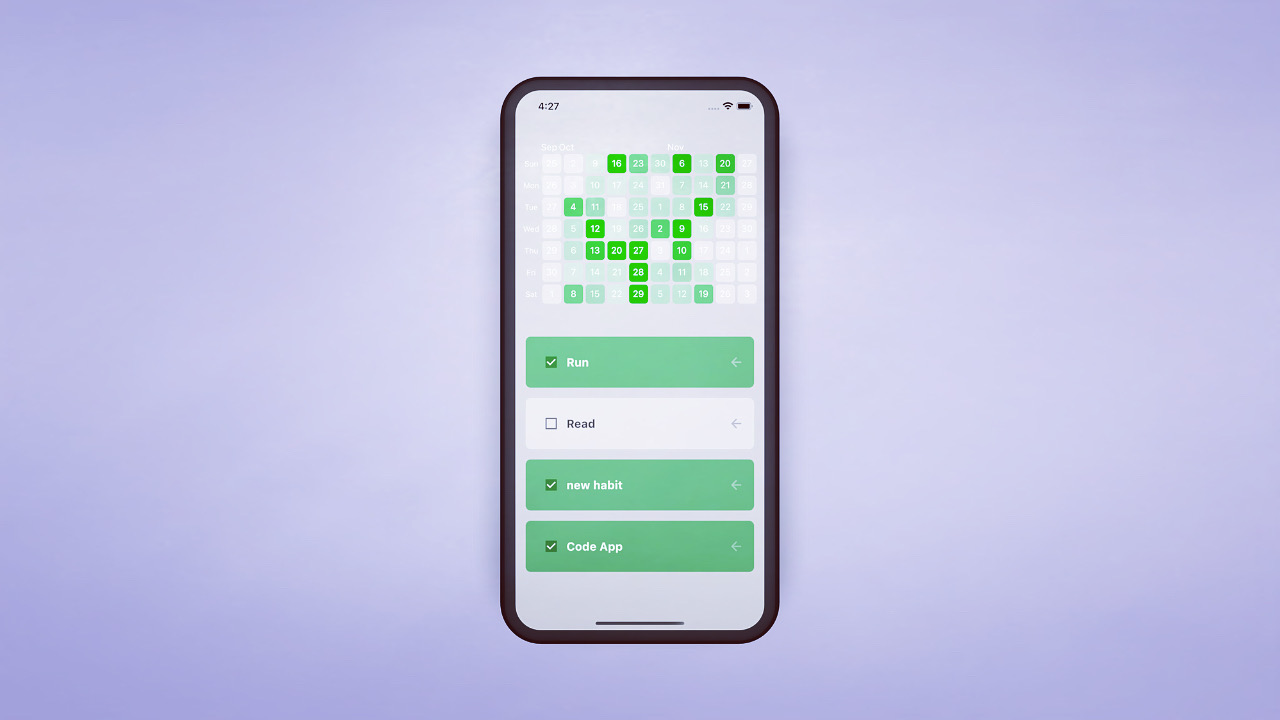 4:27
Sep Oct Nov
Sun 25 2 9 16 23 30 6 13 20 27
Mon 26 3 10 17 24 31 7 14 21 28
Tue 27 4 11 18 25 1 8 15 22 29
Wed 28 5 12 19 26 2 9 16 23 30
Thu 29 6 13 20 27 3 10 17 24 1
Fri 30 7 14 21 28 4 11 18 25 2
Sat 1 8 15 22 29 5 12 19 26 3
Run
Read
new habit
Code App